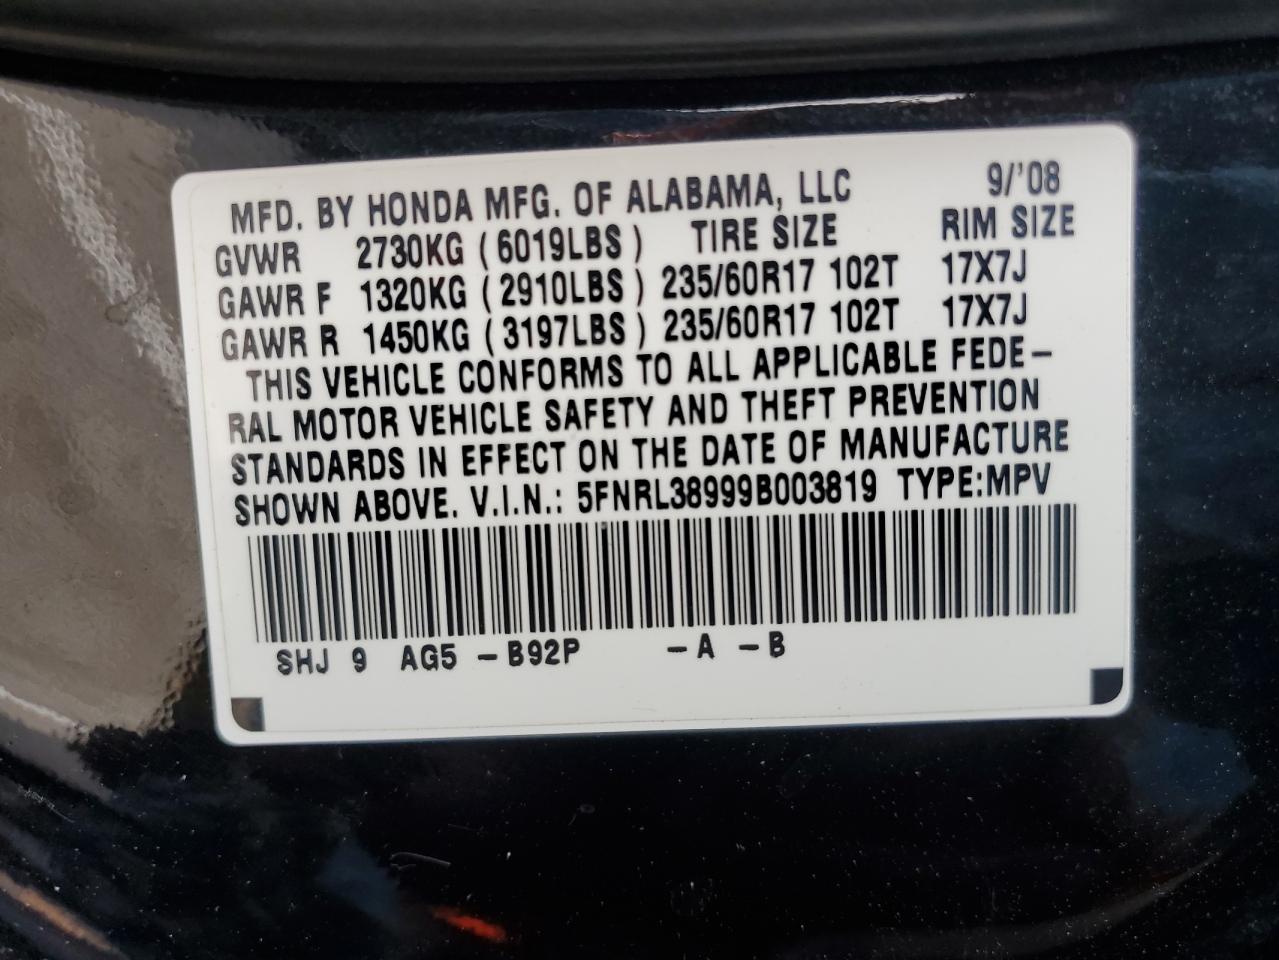 MFD. BY HONDA MFG. OF ALABAMA, LLC 9/'08
GVWR 2730KG ( 6019LBS ) TIRE SIZE RIM SIZE
GAWR F 1320KG ( 2910LBS ) 235/60R17 102T 17X7J
GAWR R 1450KG ( 3197LBS ) 235/60R17 102T 17X7J
THIS VEHICLE CONFORMS TO ALL APPLICABLE FEDE-
RAL MOTOR VEHICLE SAFETY AND THEFT PREVENTION
STANDARDS IN EFFECT ON THE DATE OF MANUFACTURE
SHOWN ABOVE. V.I.N.: 5FNRL38999B003819 TYPE:MPV
SHJ 9 AG5 -B92P -A -B